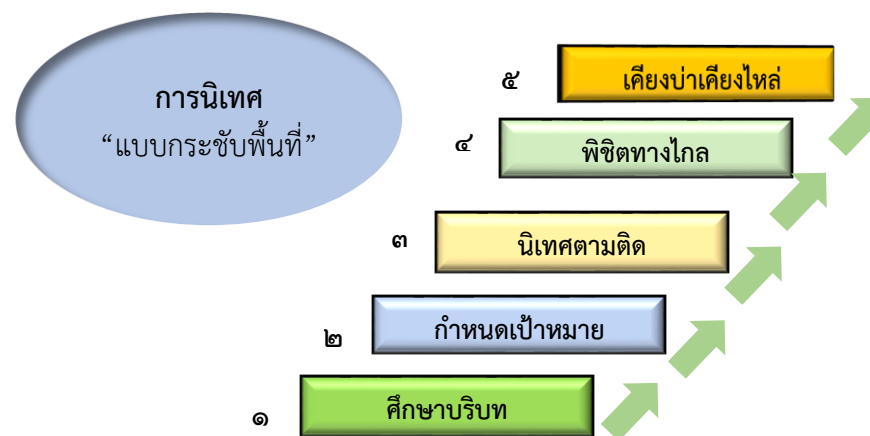 การนิเทศ
“แบบกระชับพื้นที่”
๕ เคียงบ่าเคียงไหล่
๔ พิชิตทางไกล
๓ นิเทศตามติด
๒ กำหนดเป้าหมาย
๑ ศึกษาบริบท